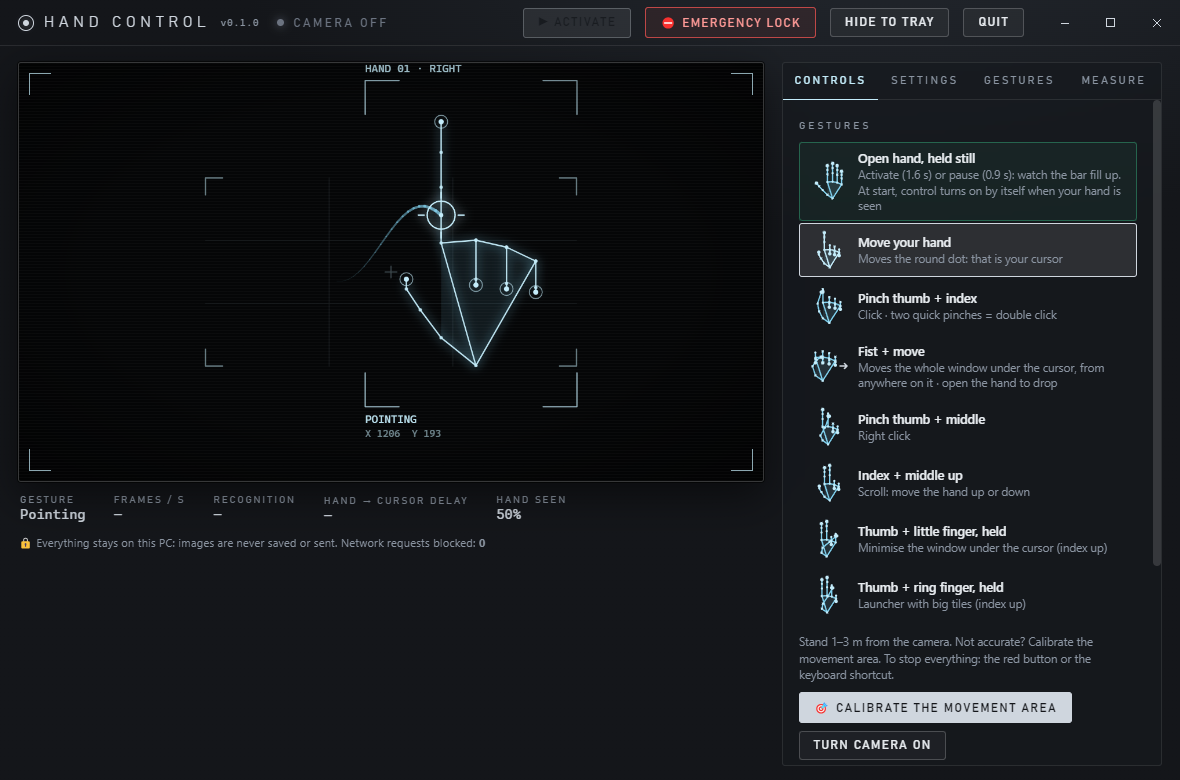 HAND CONTROL v0.1.0 CAMERA OFF ▶ ACTIVATE ⛔ EMERGENCY LOCK HIDE TO TRAY QUIT
HAND 01 · RIGHT
POINTING
X 1206 Y 193
GESTURE FRAMES / S RECOGNITION HAND → CURSOR DELAY HAND SEEN
Pointing — — — 50%
🔒 Everything stays on this PC: images are never saved or sent. Network requests blocked: 0
CONTROLS SETTINGS GESTURES MEASURE
GESTURES
Open hand, held still
Activate (1.6 s) or pause (0.9 s): watch the bar fill up.
At start, control turns on by itself when your hand is
seen
Move your hand
Moves the round dot: that is your cursor
Pinch thumb + index
Click · two quick pinches = double click
Fist + move
Moves the whole window under the cursor, from
anywhere on it · open the hand to drop
Pinch thumb + middle
Right click
Index + middle up
Scroll: move the hand up or down
Thumb + little finger, held
Minimise the window under the cursor (index up)
Thumb + ring finger, held
Launcher with big tiles (index up)
Stand 1–3 m from the camera. Not accurate? Calibrate the
movement area. To stop everything: the red button or the
keyboard shortcut.
🎯 CALIBRATE THE MOVEMENT AREA
TURN CAMERA ON